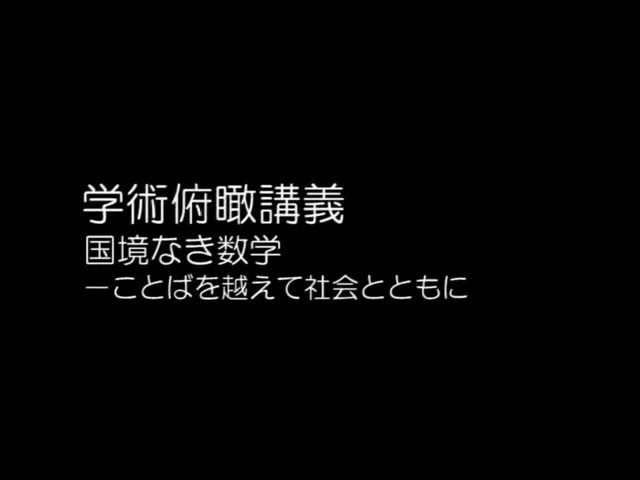 学術俯瞰講義
国境なき数学
－ことばを越えて社会とともに